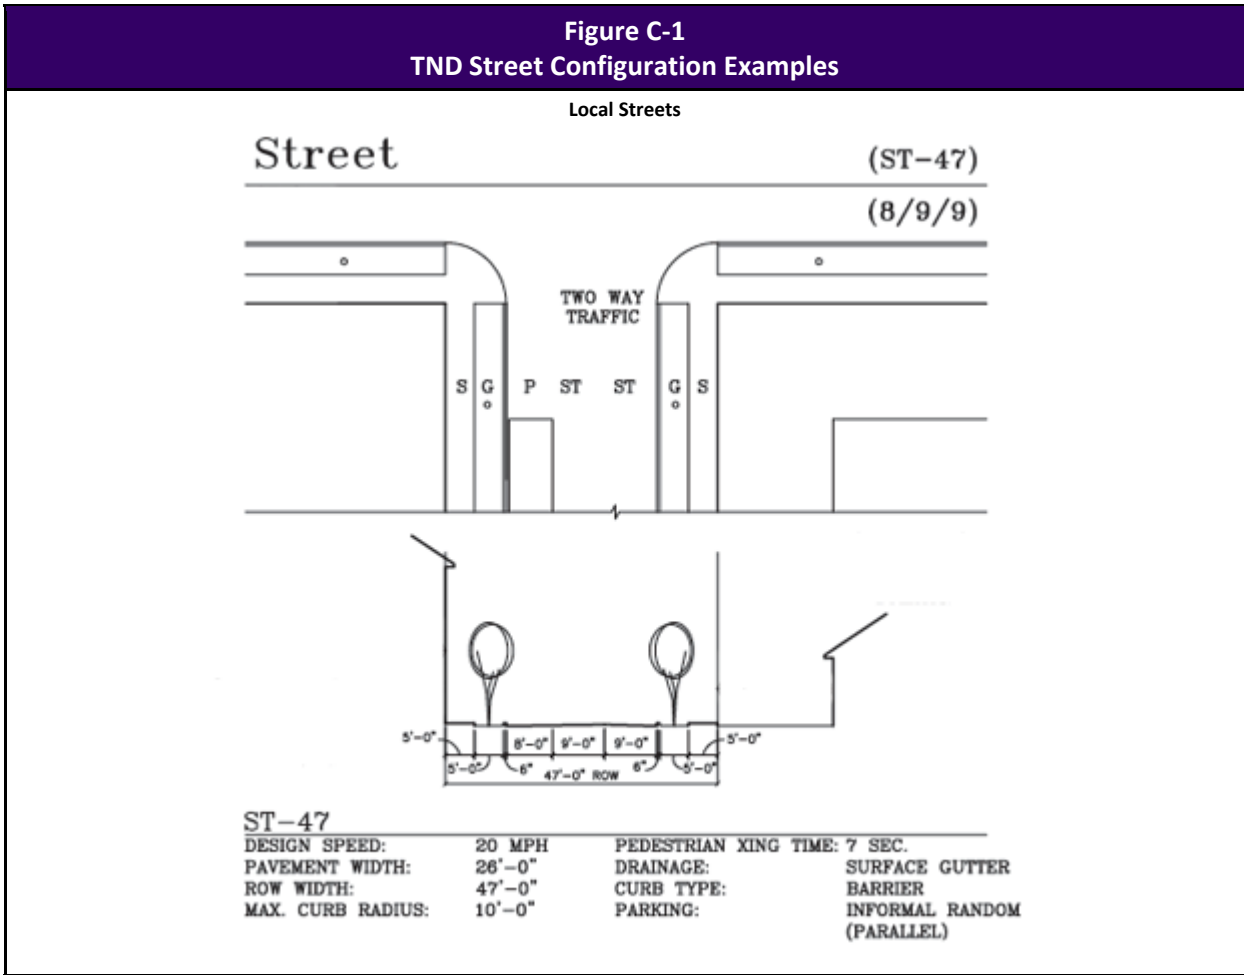 Figure C-1
TND Street Configuration Examples
Local Streets
Street (ST-47)
(8/9/9)
TWO WAY
TRAFFIC
S G P ST ST G S
5'-0" 8'-0" 9'-0" 9'-0" 5'-0"
5'-0" 6" 47'-0" ROW 6" 5'-0"
ST-47
DESIGN SPEED: 20 MPH PEDESTRIAN XING TIME: 7 SEC.
PAVEMENT WIDTH: 26'-0" DRAINAGE: SURFACE GUTTER
ROW WIDTH: 47'-0" CURB TYPE: BARRIER
MAX. CURB RADIUS: 10'-0" PARKING: INFORMAL RANDOM
(PARALLEL)